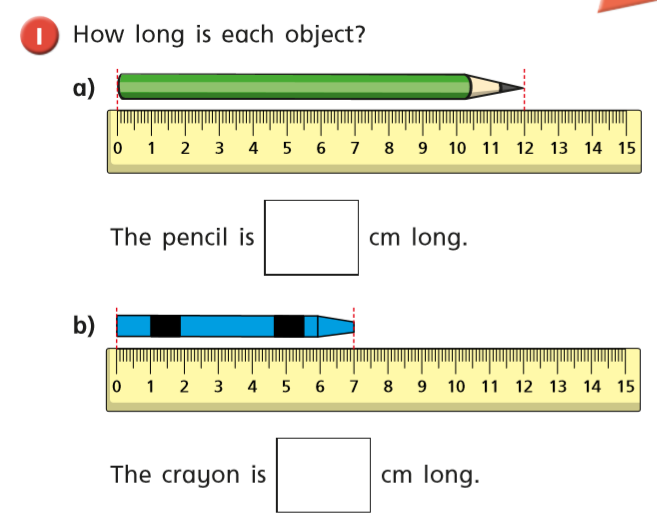 1 How long is each object?
a)
0 1 2 3 4 5 6 7 8 9 10 11 12 13 14 15
The pencil is cm long.
b)
0 1 2 3 4 5 6 7 8 9 10 11 12 13 14 15
The crayon is cm long.